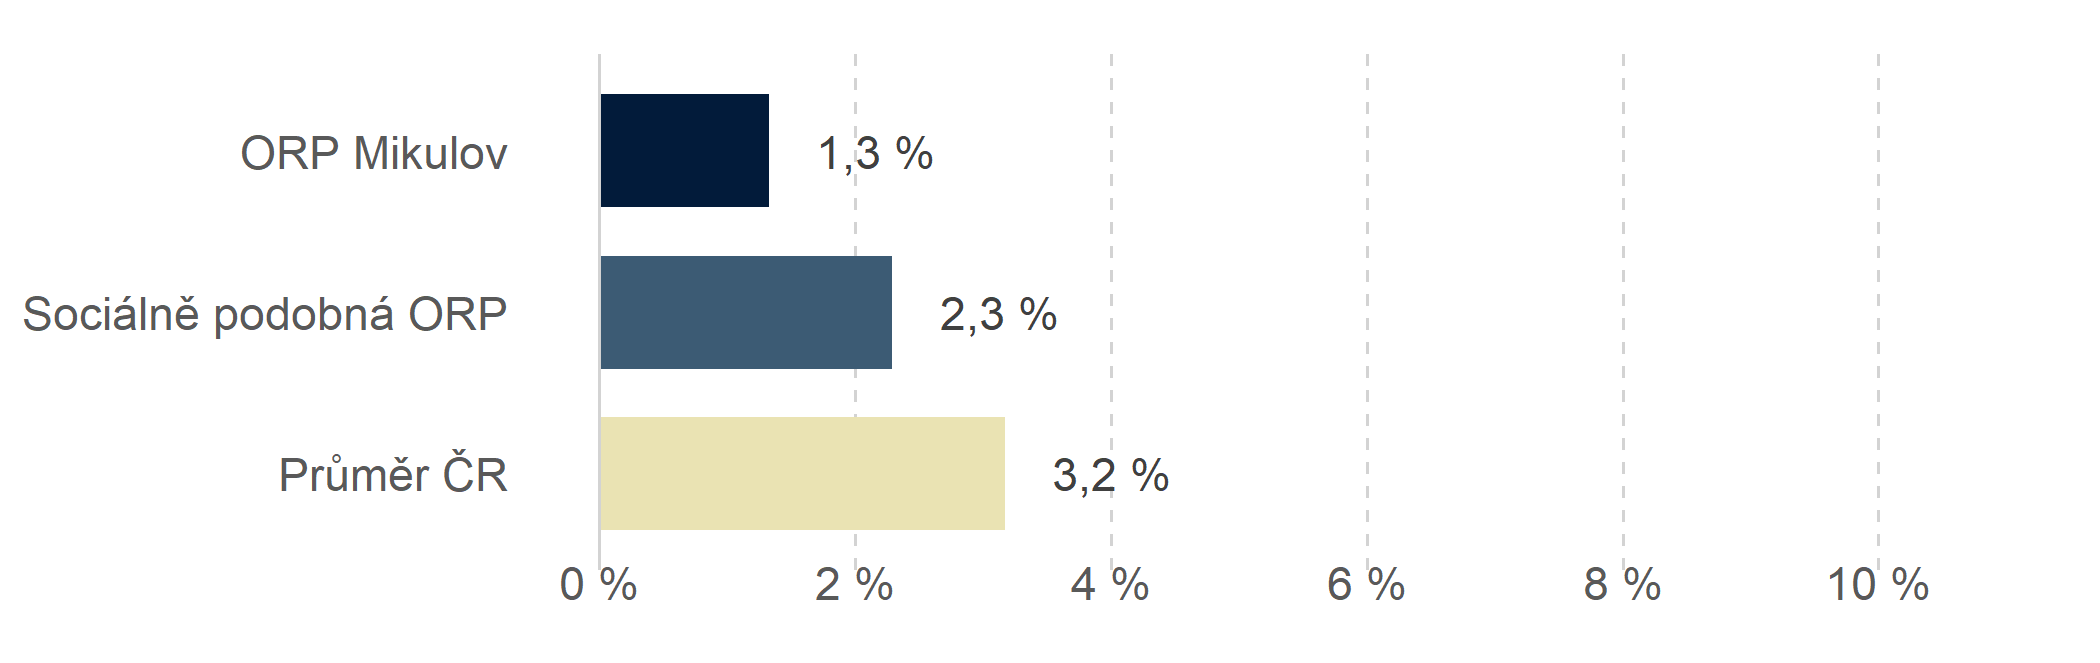 ORP Mikulov
1,3 %
Sociálně podobná ORP
2,3 %
Průměr ČR
3,2 %
0 % 2 % 4 % 6 % 8 % 10 %